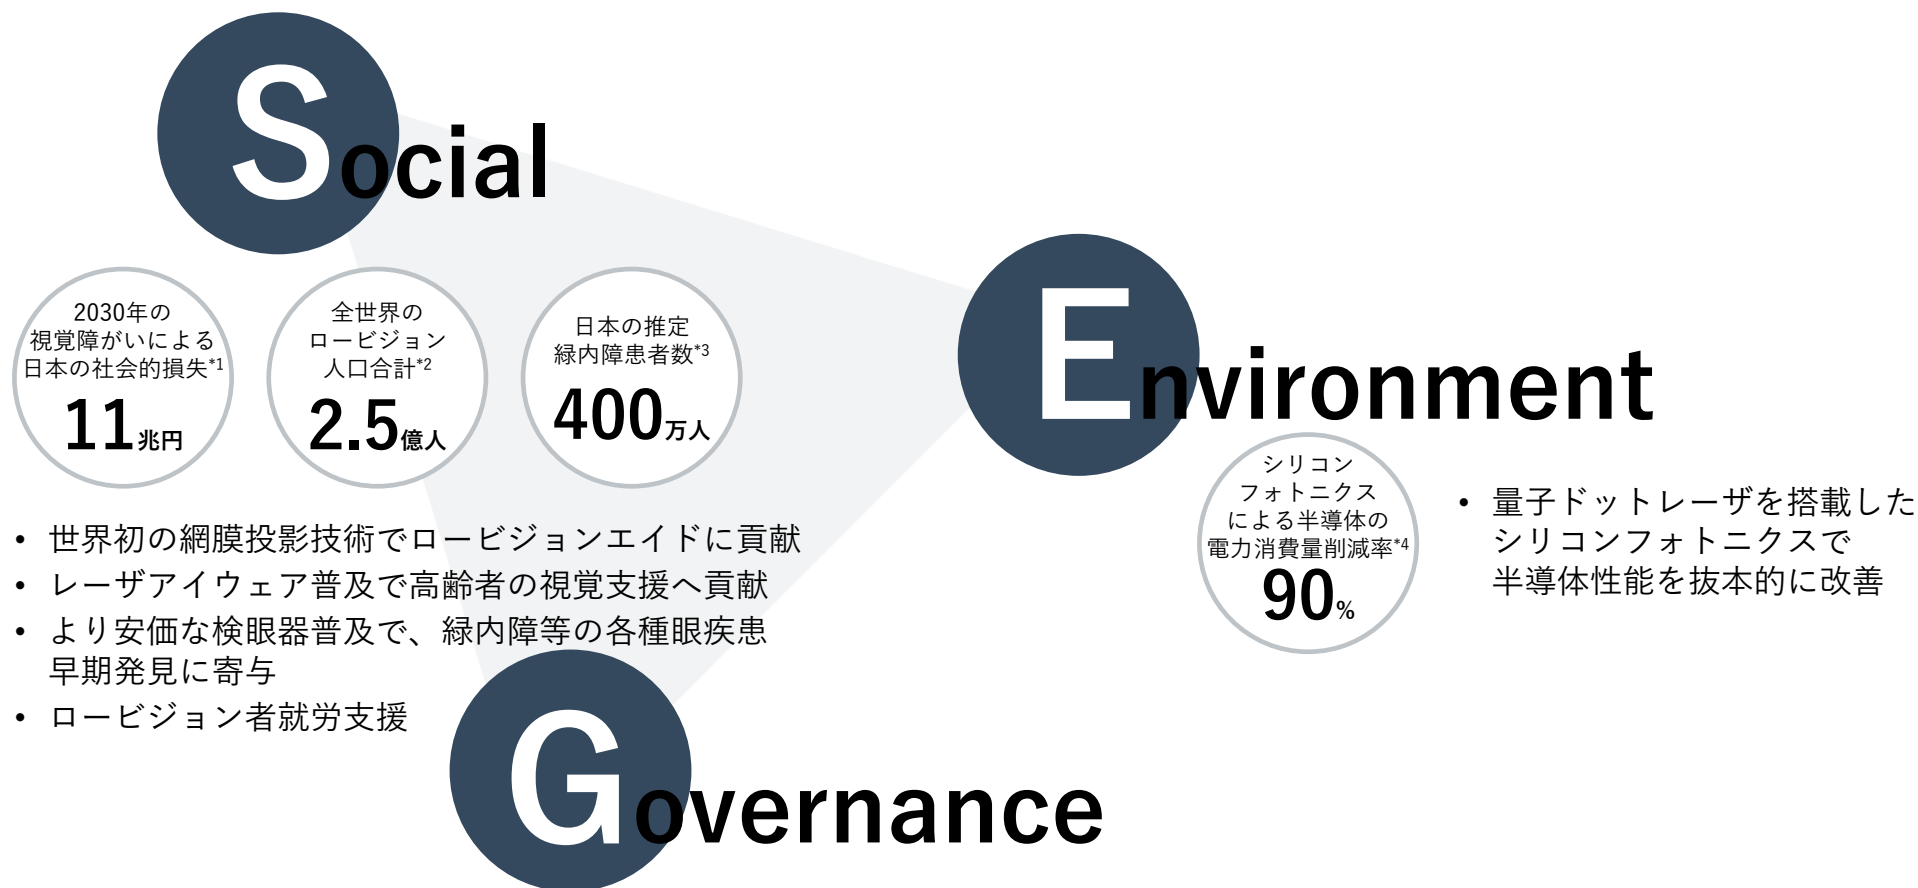 Social
2030年の
視覚障がいによる
日本の社会的損失*1
11兆円
全世界の
ロービジョン
人口合計*2
2.5億人
日本の推定
緑内障患者数*3
400万人
• 世界初の網膜投影技術でロービジョンエイドに貢献
• レーザアイウェア普及で高齢者の視覚支援へ貢献
• より安価な検眼器普及で、緑内障等の各種眼疾患
早期発見に寄与
• ロービジョン者就労支援
Environment
シリコン
フォトニクス
による半導体の
電力消費量削減率*4
90%
• 量子ドットレーザを搭載した
シリコンフォトニクスで
半導体性能を抜本的に改善
Governance